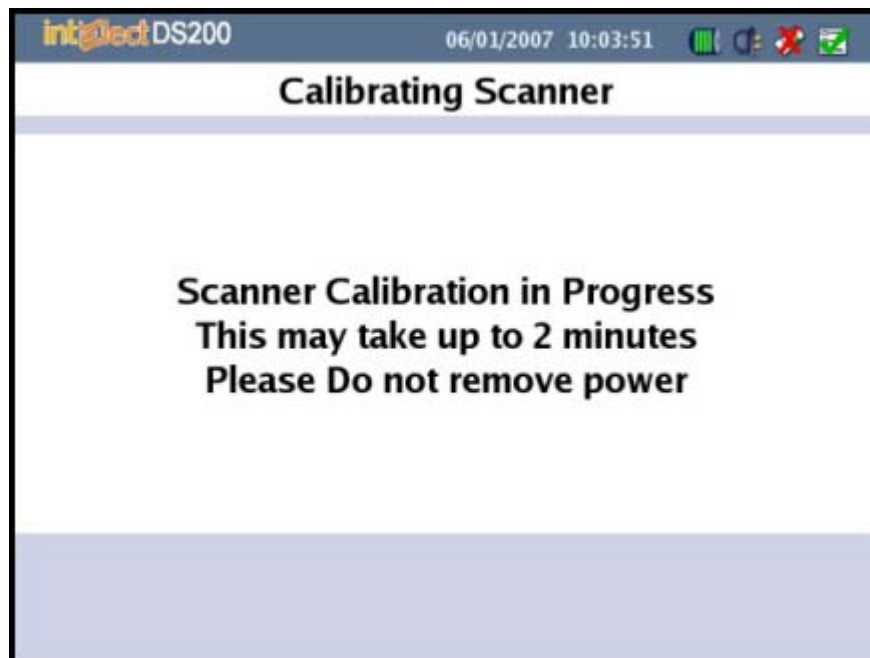 intElect DS200
06/01/2007 10:03:51
Calibrating Scanner
Scanner Calibration in Progress
This may take up to 2 minutes
Please Do not remove power